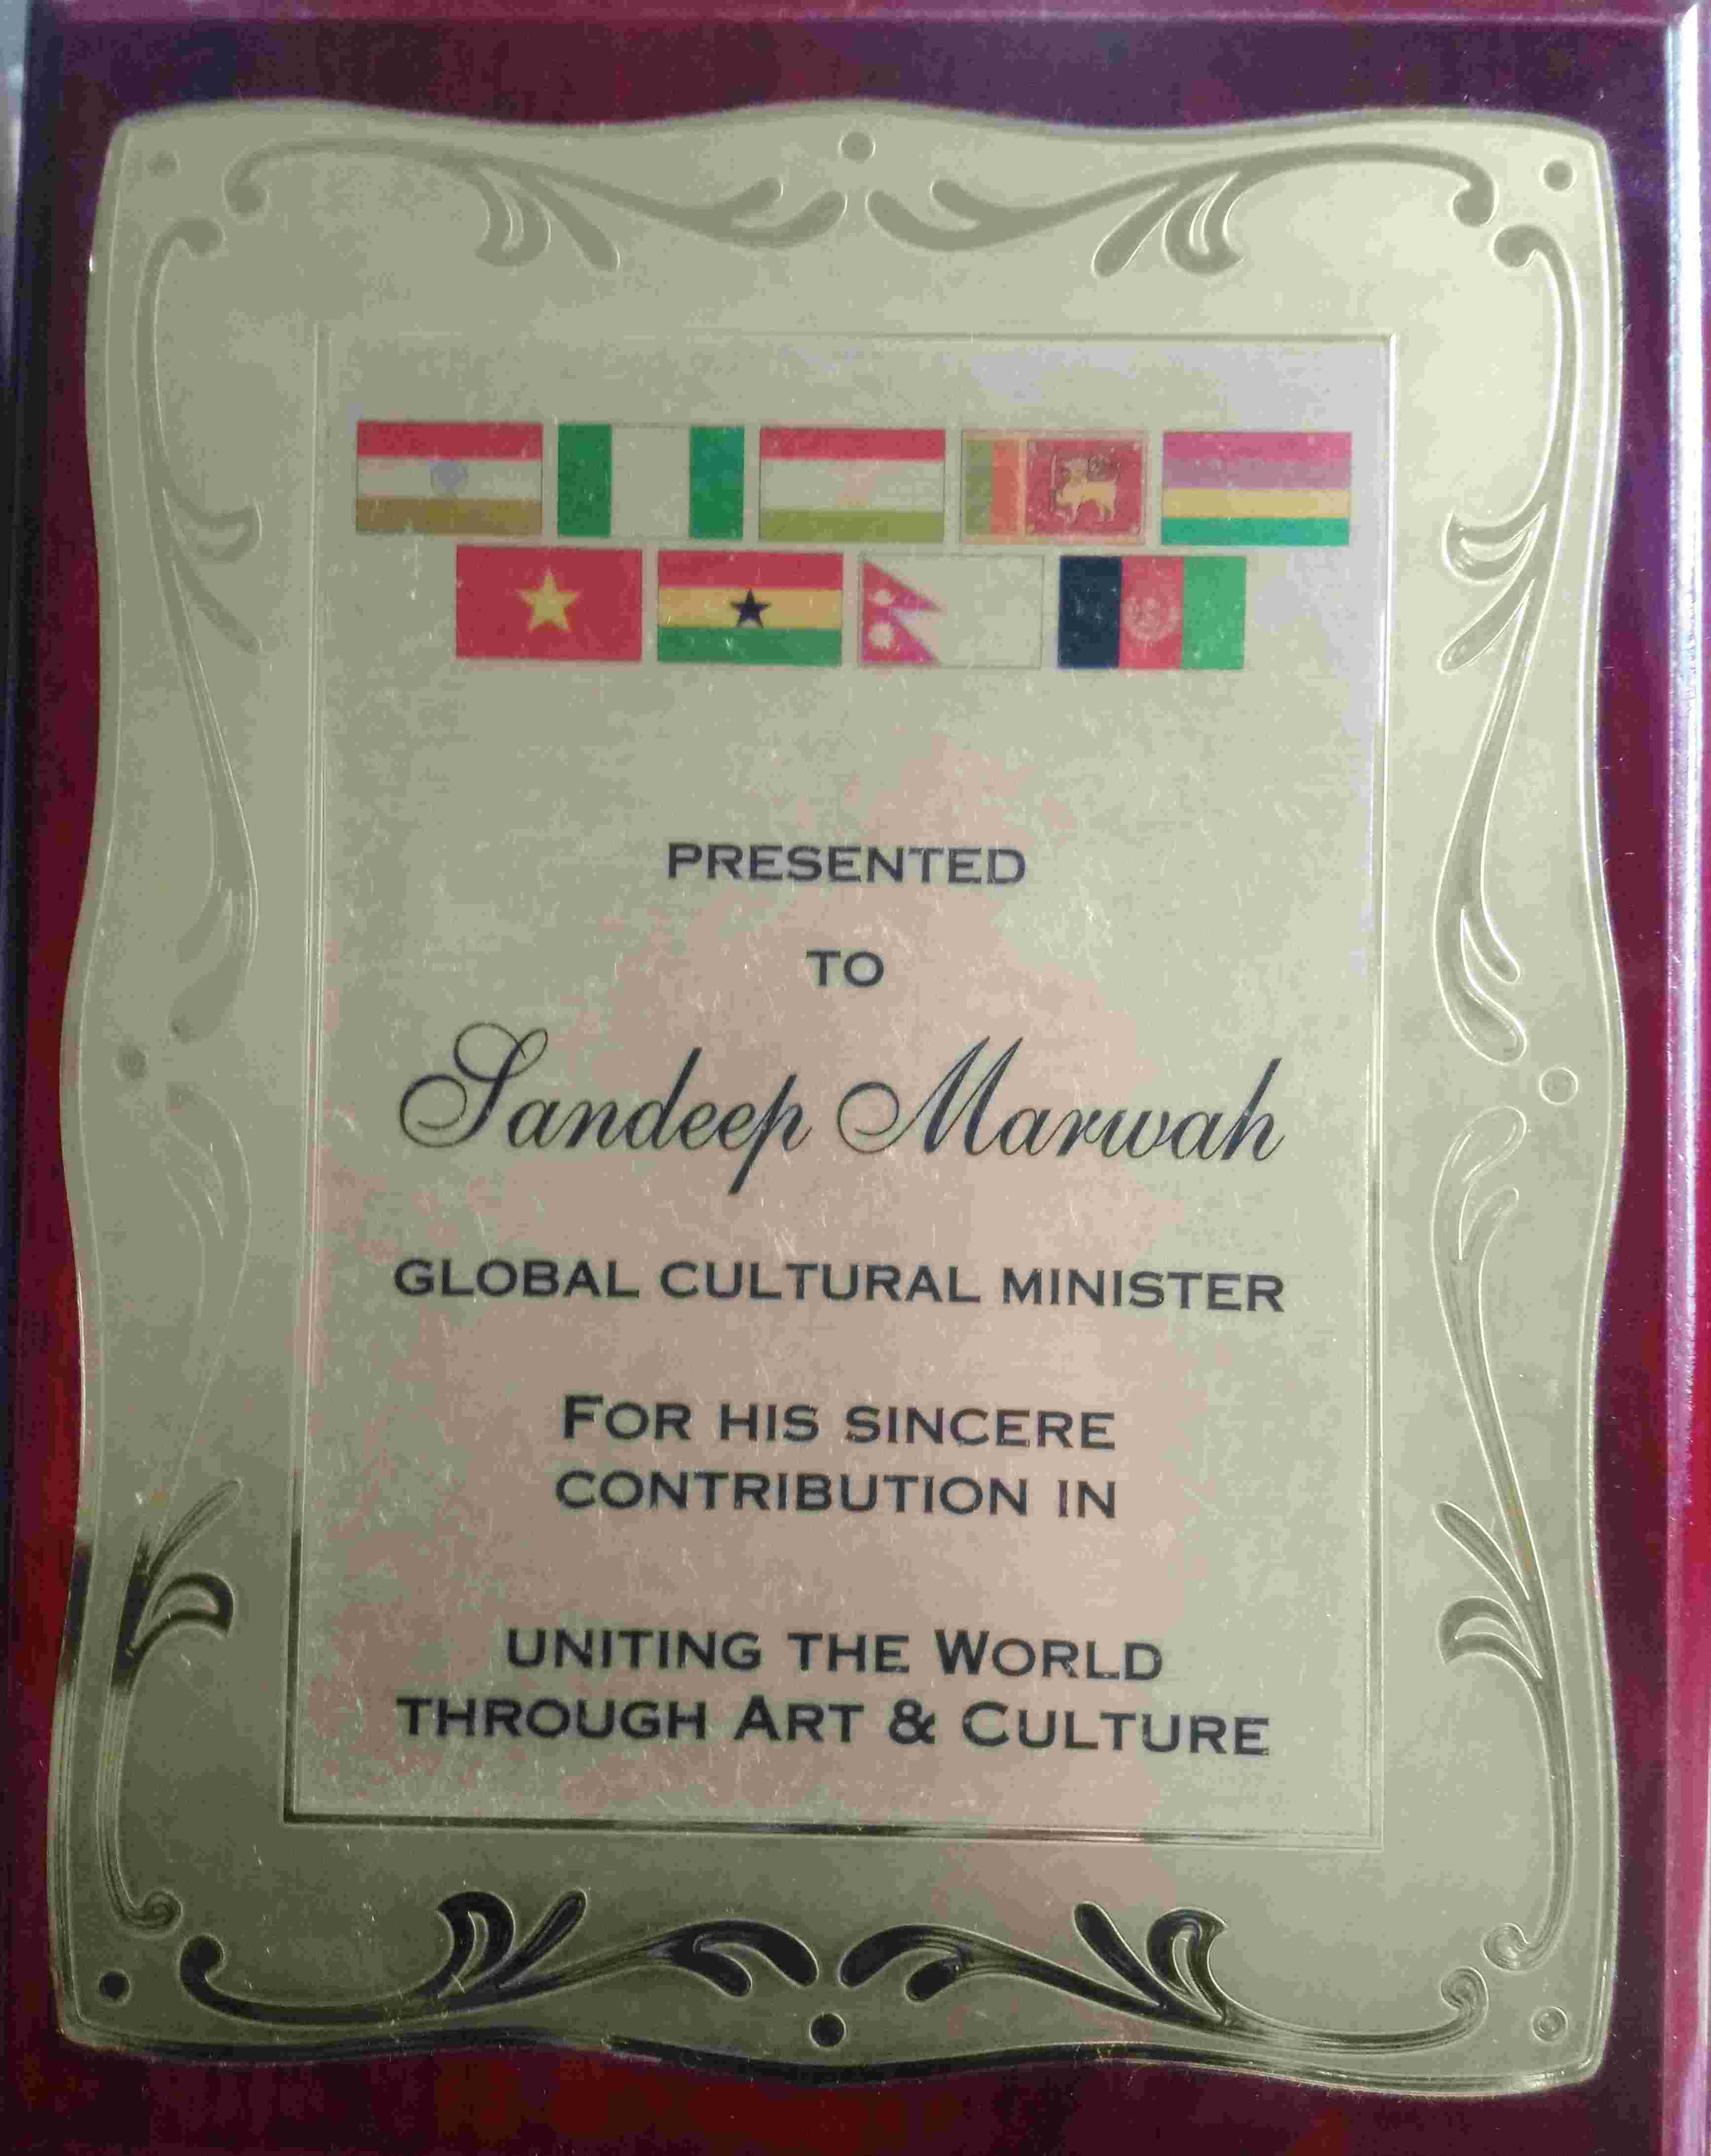 PRESENTED
TO
Sandeep Marwah
GLOBAL CULTURAL MINISTER
FOR HIS SINCERE
CONTRIBUTION IN
UNITING THE WORLD
THROUGH ART & CULTURE